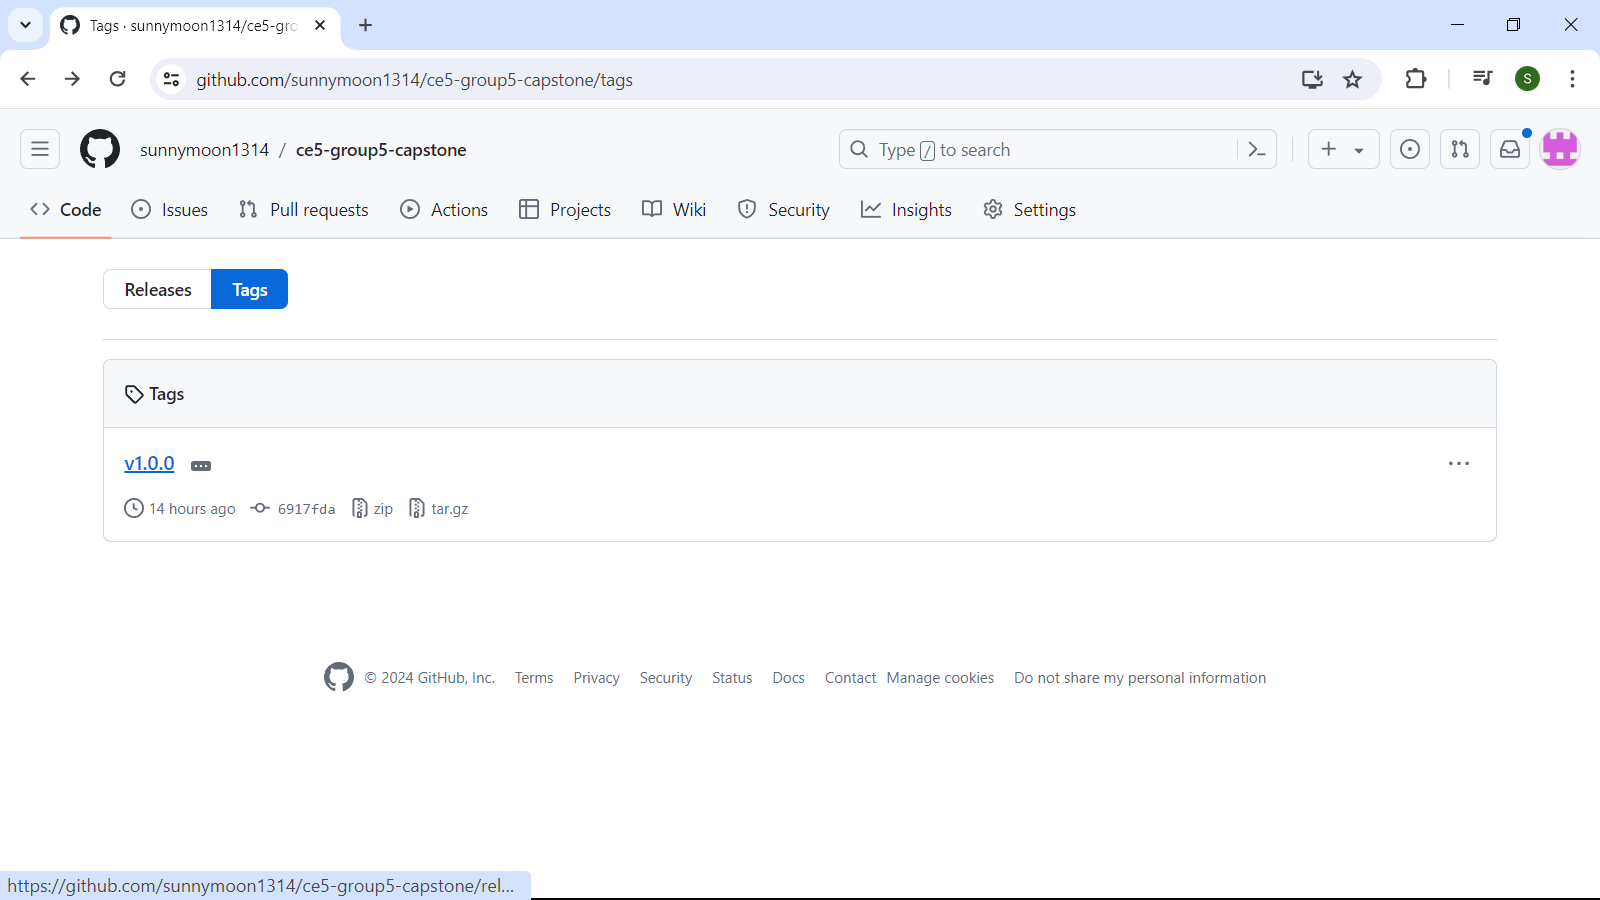 Tags · sunnymoon1314/ce5-gro
github.com/sunnymoon1314/ce5-group5-capstone/tags
S
sunnymoon1314 / ce5-group5-capstone
Type / to search
Code Issues Pull requests Actions Projects Wiki Security Insights Settings
Releases Tags
Tags
v1.0.0
14 hours ago 6917fda zip tar.gz
© 2024 GitHub, Inc. Terms Privacy Security Status Docs Contact Manage cookies Do not share my personal information
https://github.com/sunnymoon1314/ce5-group5-capstone/rel...